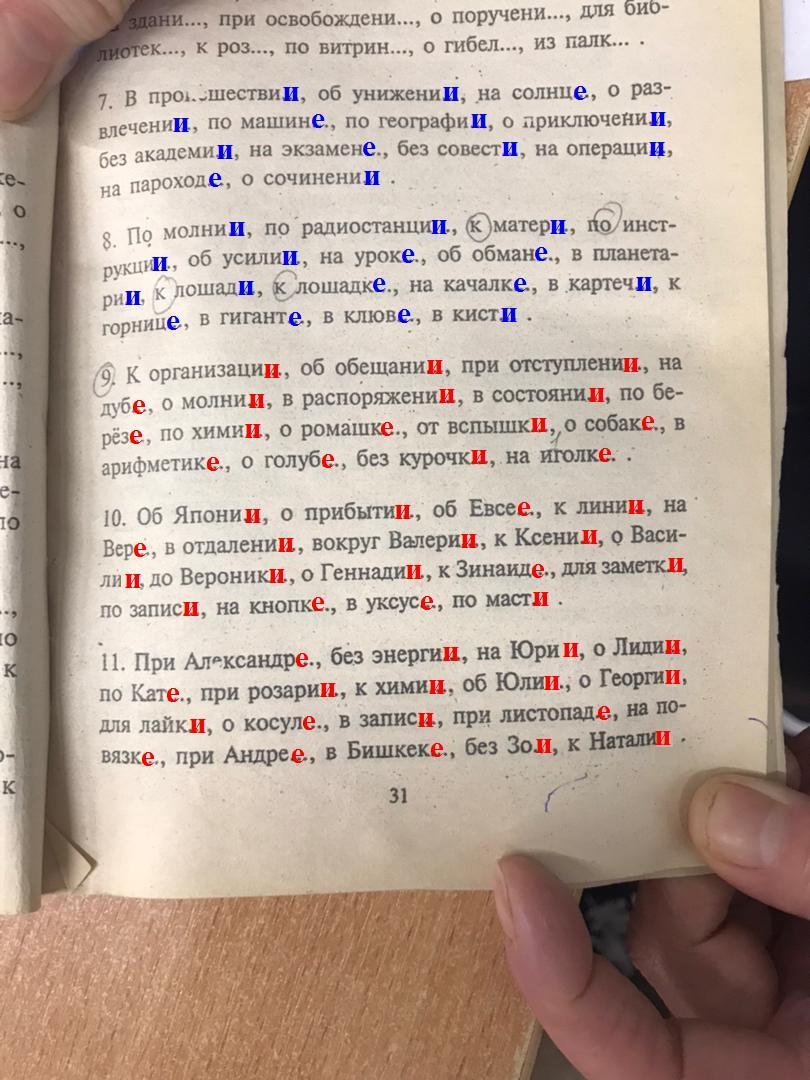 здани..., при освобождени..., о поручени..., для биб-
лиотек..., к роз..., по витрин..., о гибел..., из палк... .
7. В происшествии, об унижении, на солнце., о раз-
влечении., по машине., по географии, о приключении,
без академии, на экзамене., без совести, на операции,
на пароходе., о сочинении .
8. По молнии, по радиостанции., к матери, по инст-
рукции., об усилии, на уроке., об обмане., в планета-
рии, к лошади, к лошадке., на качалке., в картечи, к
горнице., в гиганте., в клюве., в кисти .
9. К организации., об обещании, при отступлении., на
дубе., о молнии, в распоряжении, в состоянии, по бе-
рёзе., по химии, о ромашке., от вспышки, о собаке., в
арифметике., о голубе., без курочки, на иголке. .
10. Об Японии, о прибытии., об Евсее., к линии, на
Вере., в отдалении, вокруг Валерии, к Ксении, о Васи-
лии, до Вероники., о Геннадии., к Зинаиде., для заметки,
по записи, на кнопке., в уксусе., по масти .
11. При Александре., без энергии, на Юрии, о Лидии,
по Кате., при розарии., к химии, об Юлии., о Георгии,
для лайки, о косуле., в записи, при листопаде, на по-
вязке., при Андрее., в Бишкеке., без Зои, к Наталии .
31